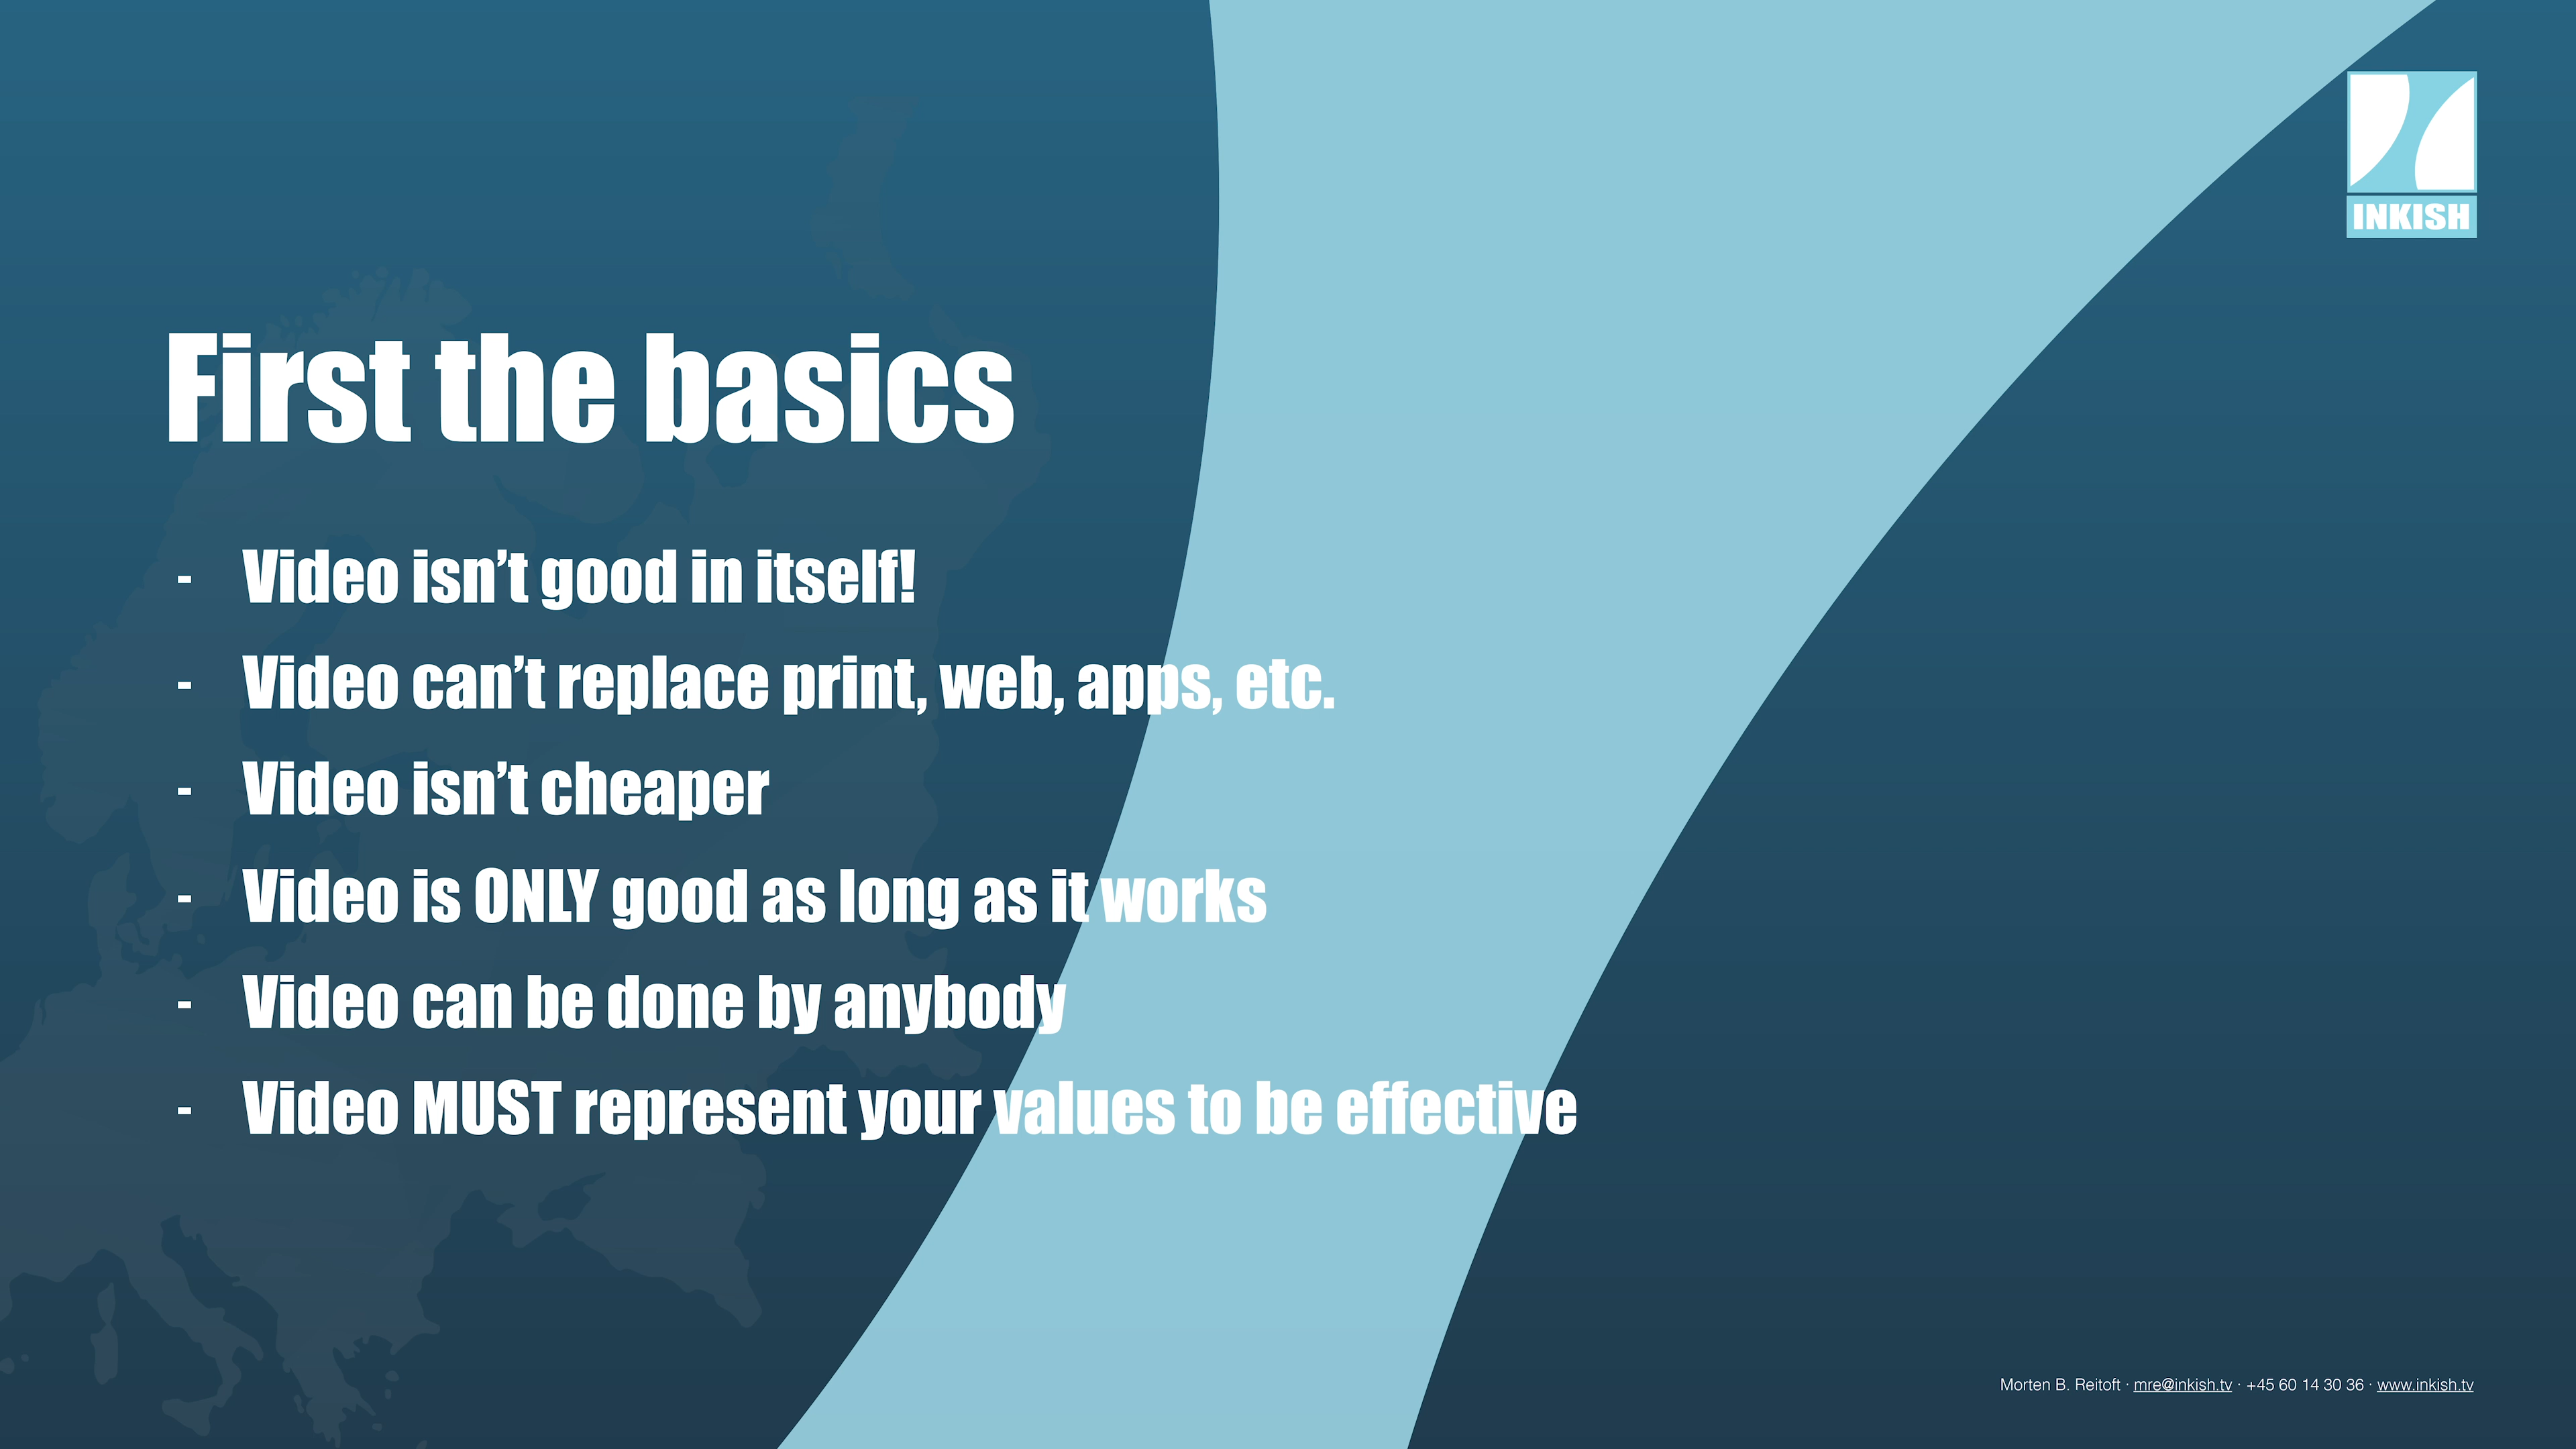 INKISH
First the basics
- Video isn’t good in itself!
- Video can’t replace print, web, apps, etc.
- Video isn’t cheaper
- Video is ONLY good as long as it works
- Video can be done by anybody
- Video MUST represent your values to be effective
Morten B. Reitoft · mre@inkish.tv · +45 60 14 30 36 · www.inkish.tv